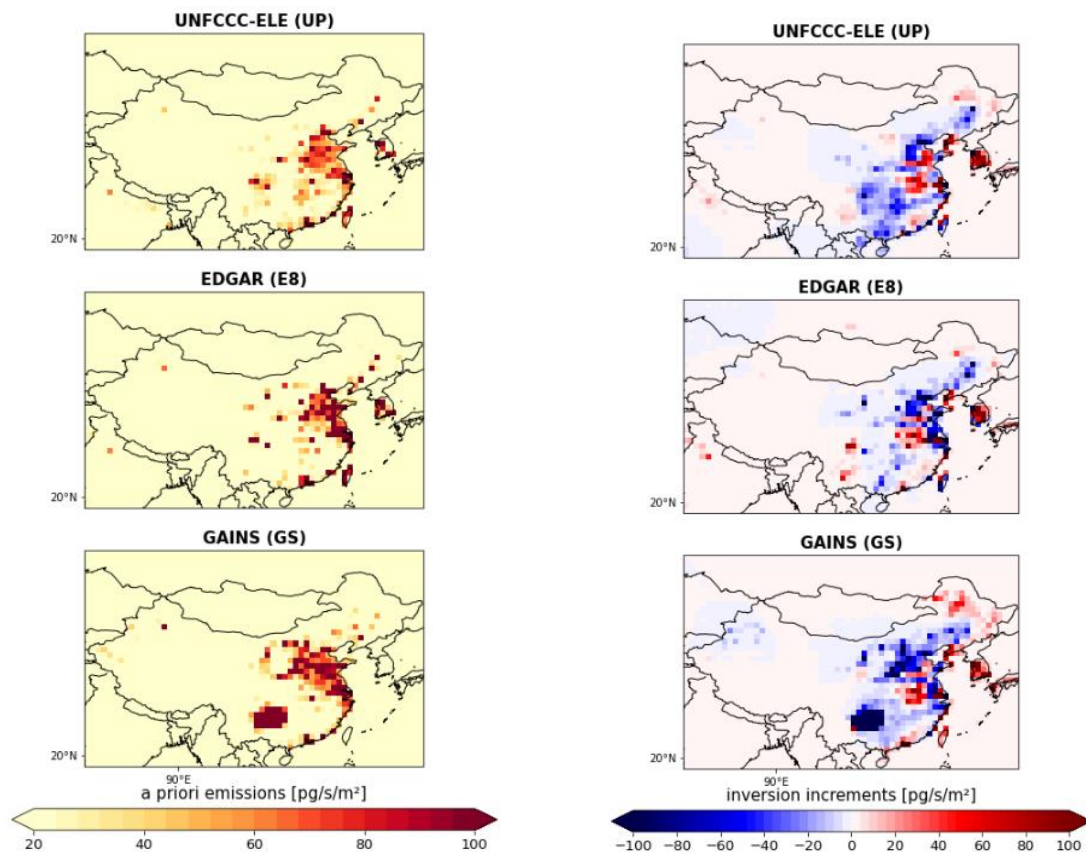 UNFCCC-ELE (UP)
UNFCCC-ELE (UP)
20°N
20°N
EDGAR (E8)
EDGAR (E8)
20°N
20°N
GAINS (GS)
GAINS (GS)
20°N
20°N
90°E
90°E
a priori emissions [pg/s/m²]
inversion increments [pg/s/m²]
20 40 60 80 100
−100 −80 −60 −40 −20 0 20 40 60 80 100